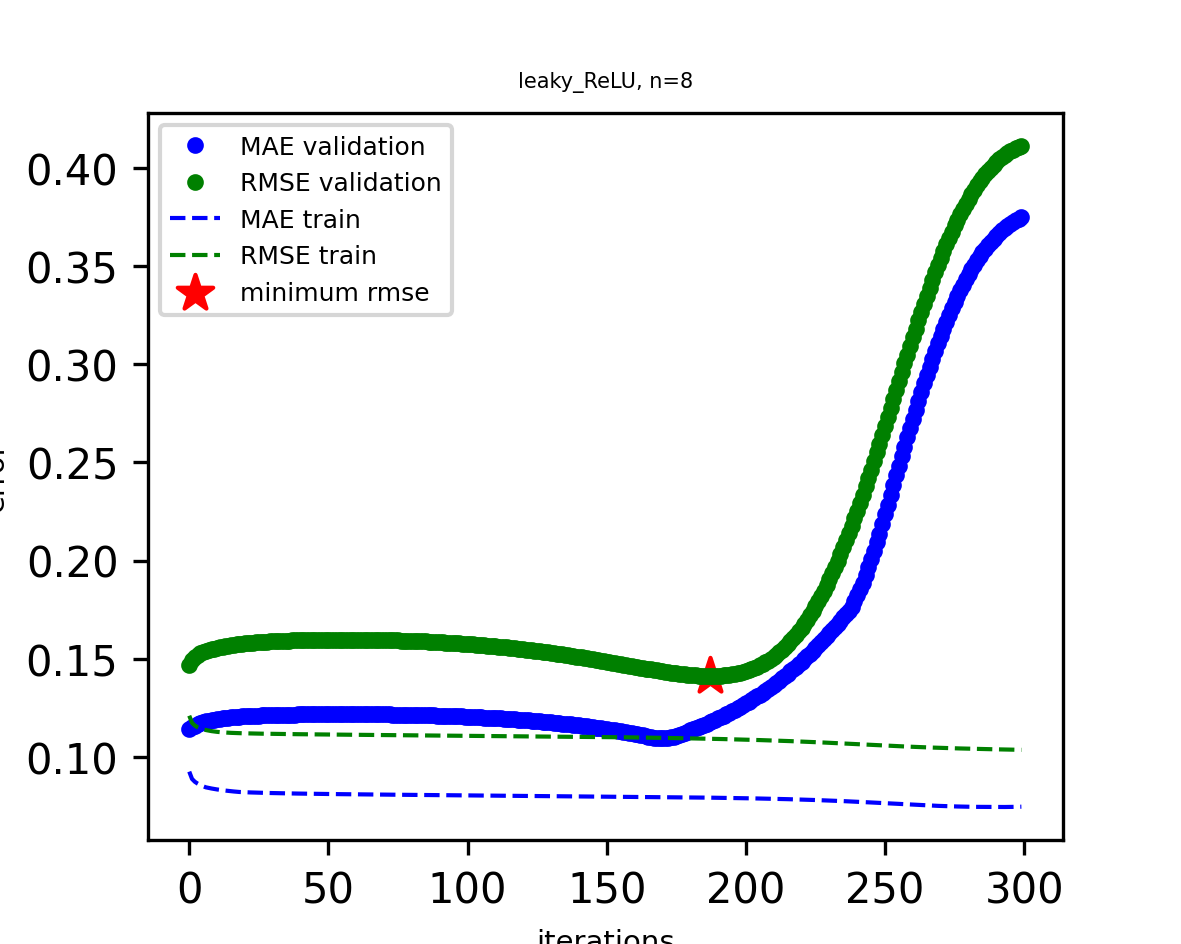 leaky_ReLU, n=8
MAE validation
RMSE validation
MAE train
RMSE train
minimum rmse
0.40
0.35
0.30
0.25
0.20
0.15
0.10
0 50 100 150 200 250 300
iterations